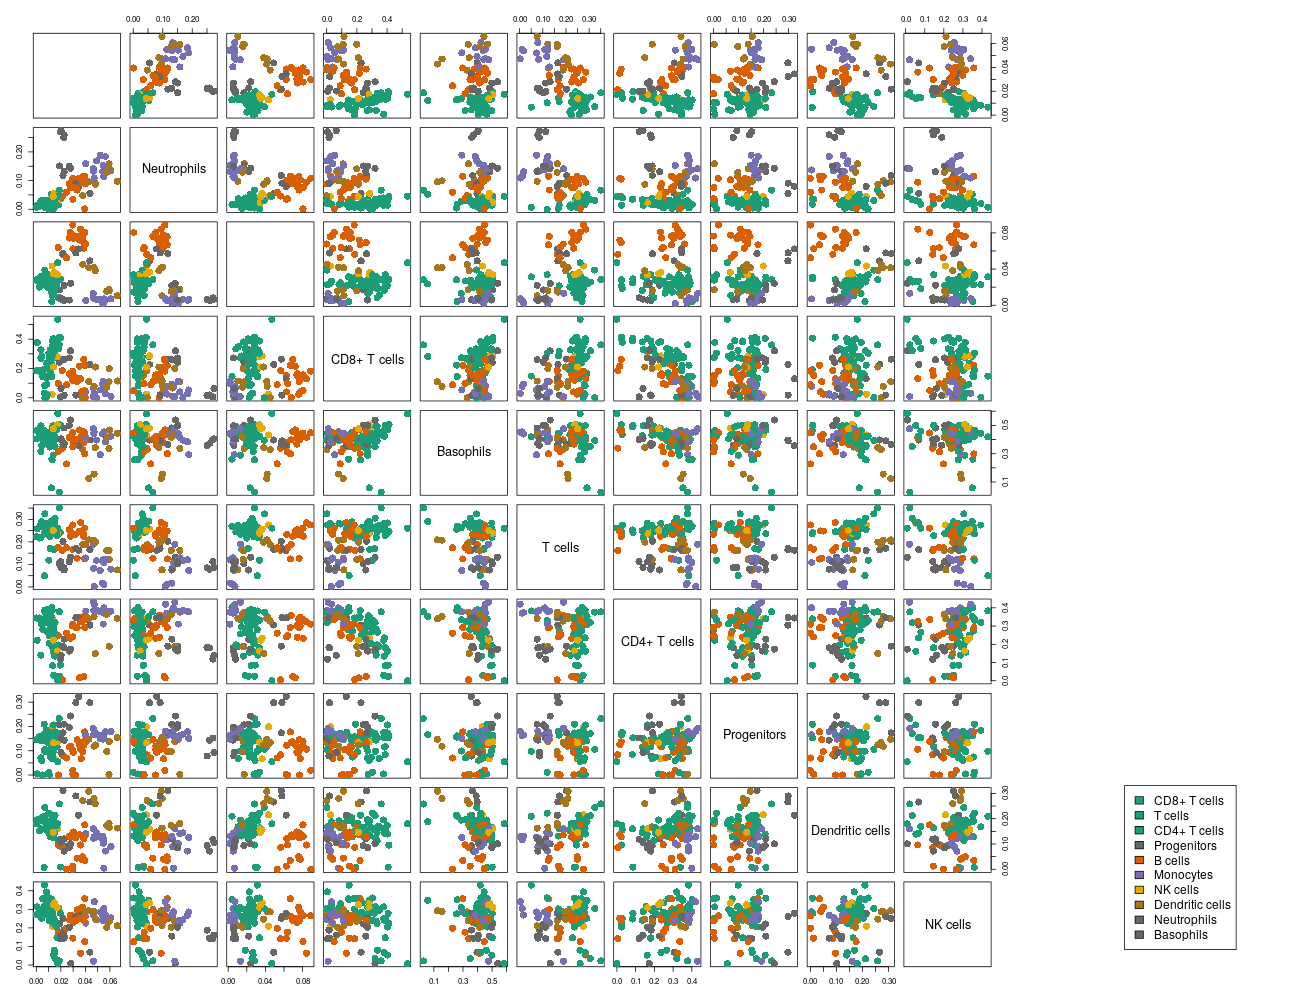 0.00 0.10 0.20
0.0 0.2 0.4
0.00 0.10 0.20 0.30
0.00 0.10 0.20 0.30
0.0 0.1 0.2 0.3 0.4
0.00 0.02 0.04 0.06
Neutrophils
0.00 0.10 0.20
0.00 0.04 0.08
CD8+ T cells
0.0 0.2 0.4
Basophils
0.1 0.3 0.5
T cells
0.00 0.10 0.20 0.30
CD4+ T cells
0.0 0.1 0.2 0.3 0.4
Progenitors
0.00 0.10 0.20 0.30
Dendritic cells
0.00 0.10 0.20 0.30
NK cells
0.0 0.1 0.2 0.3 0.4
0.00 0.02 0.04 0.06
0.00 0.04 0.08
0.1 0.3 0.5
0.0 0.1 0.2 0.3 0.4
0.00 0.10 0.20 0.30
CD8+ T cells
T cells
CD4+ T cells
Progenitors
B cells
Monocytes
NK cells
Dendritic cells
Neutrophils
Basophils